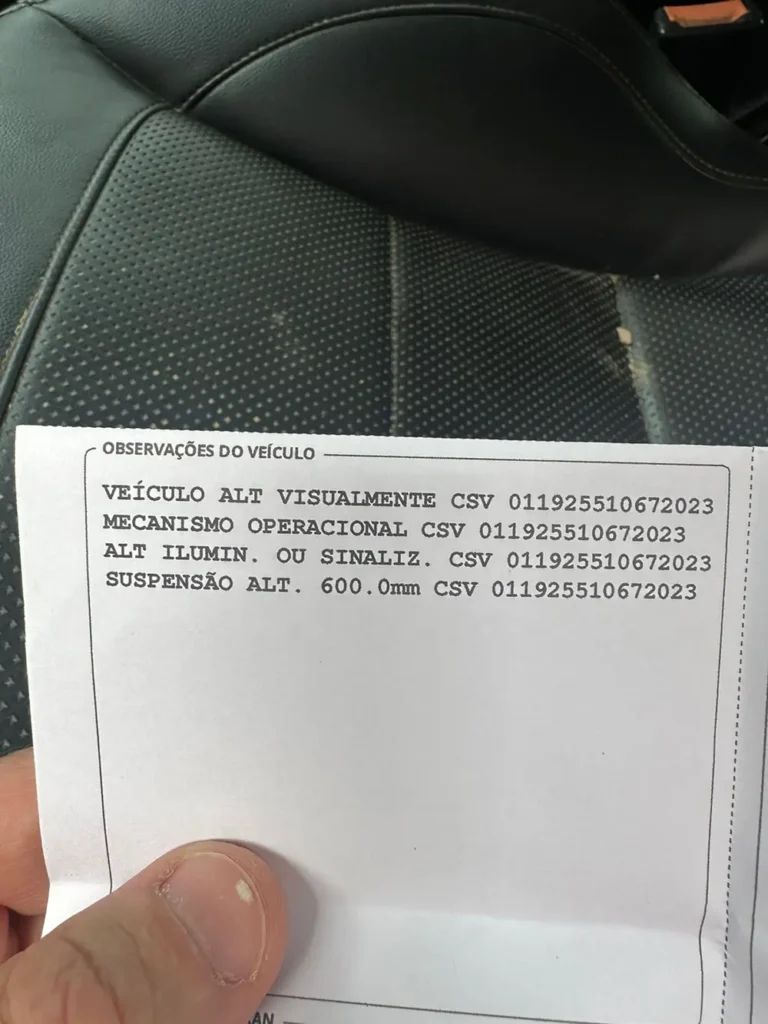 OBSERVAÇÕES DO VEÍCULO
VEÍCULO ALT VISUALMENTE CSV 011925510672023
MECANISMO OPERACIONAL CSV 011925510672023
ALT ILUMIN. OU SINALIZ. CSV 011925510672023
SUSPENSÃO ALT. 600.0mm CSV 011925510672023